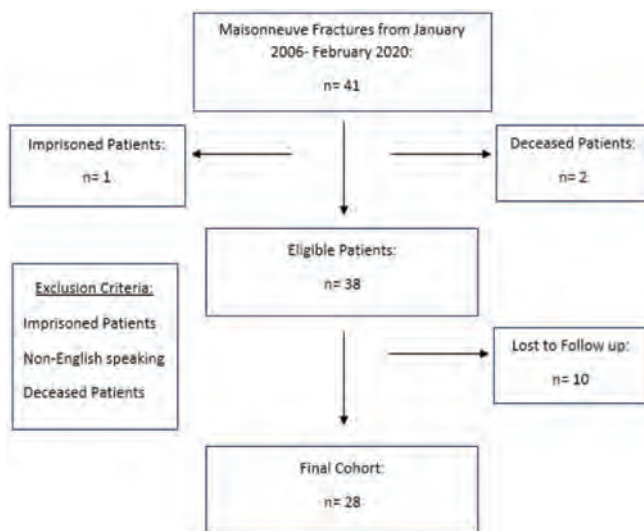 Maisonneuve Fractures from January
2006- February 2020:
n= 41
Imprisoned Patients:
n= 1
Deceased Patients:
n= 2
Eligible Patients:
n= 38
Exclusion Criteria:
Imprisoned Patients
Non-English speaking
Deceased Patients
Lost to Follow up:
n= 10
Final Cohort:
n= 28